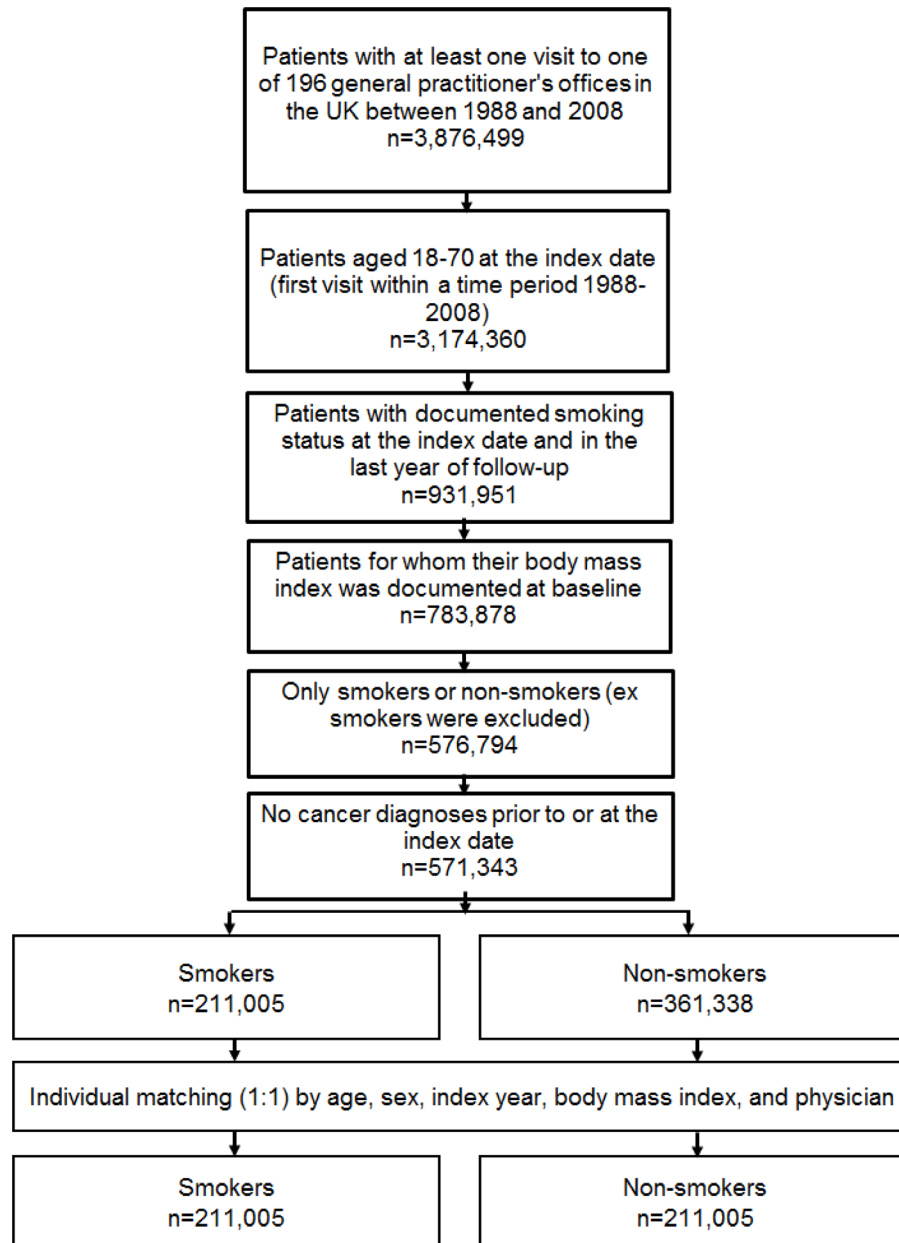 Patients with at least one visit to one
of 196 general practitioner's offices in
the UK between 1988 and 2008
n=3,876,499
Patients aged 18-70 at the index date
(first visit within a time period 1988-
2008)
n=3,174,360
Patients with documented smoking
status at the index date and in the
last year of follow-up
n=931,951
Patients for whom their body mass
index was documented at baseline
n=783,878
Only smokers or non-smokers (ex
smokers were excluded)
n=576,794
No cancer diagnoses prior to or at the
index date
n=571,343
Smokers
n=211,005
Non-smokers
n=361,338
Individual matching (1:1) by age, sex, index year, body mass index, and physician
Smokers
n=211,005
Non-smokers
n=211,005